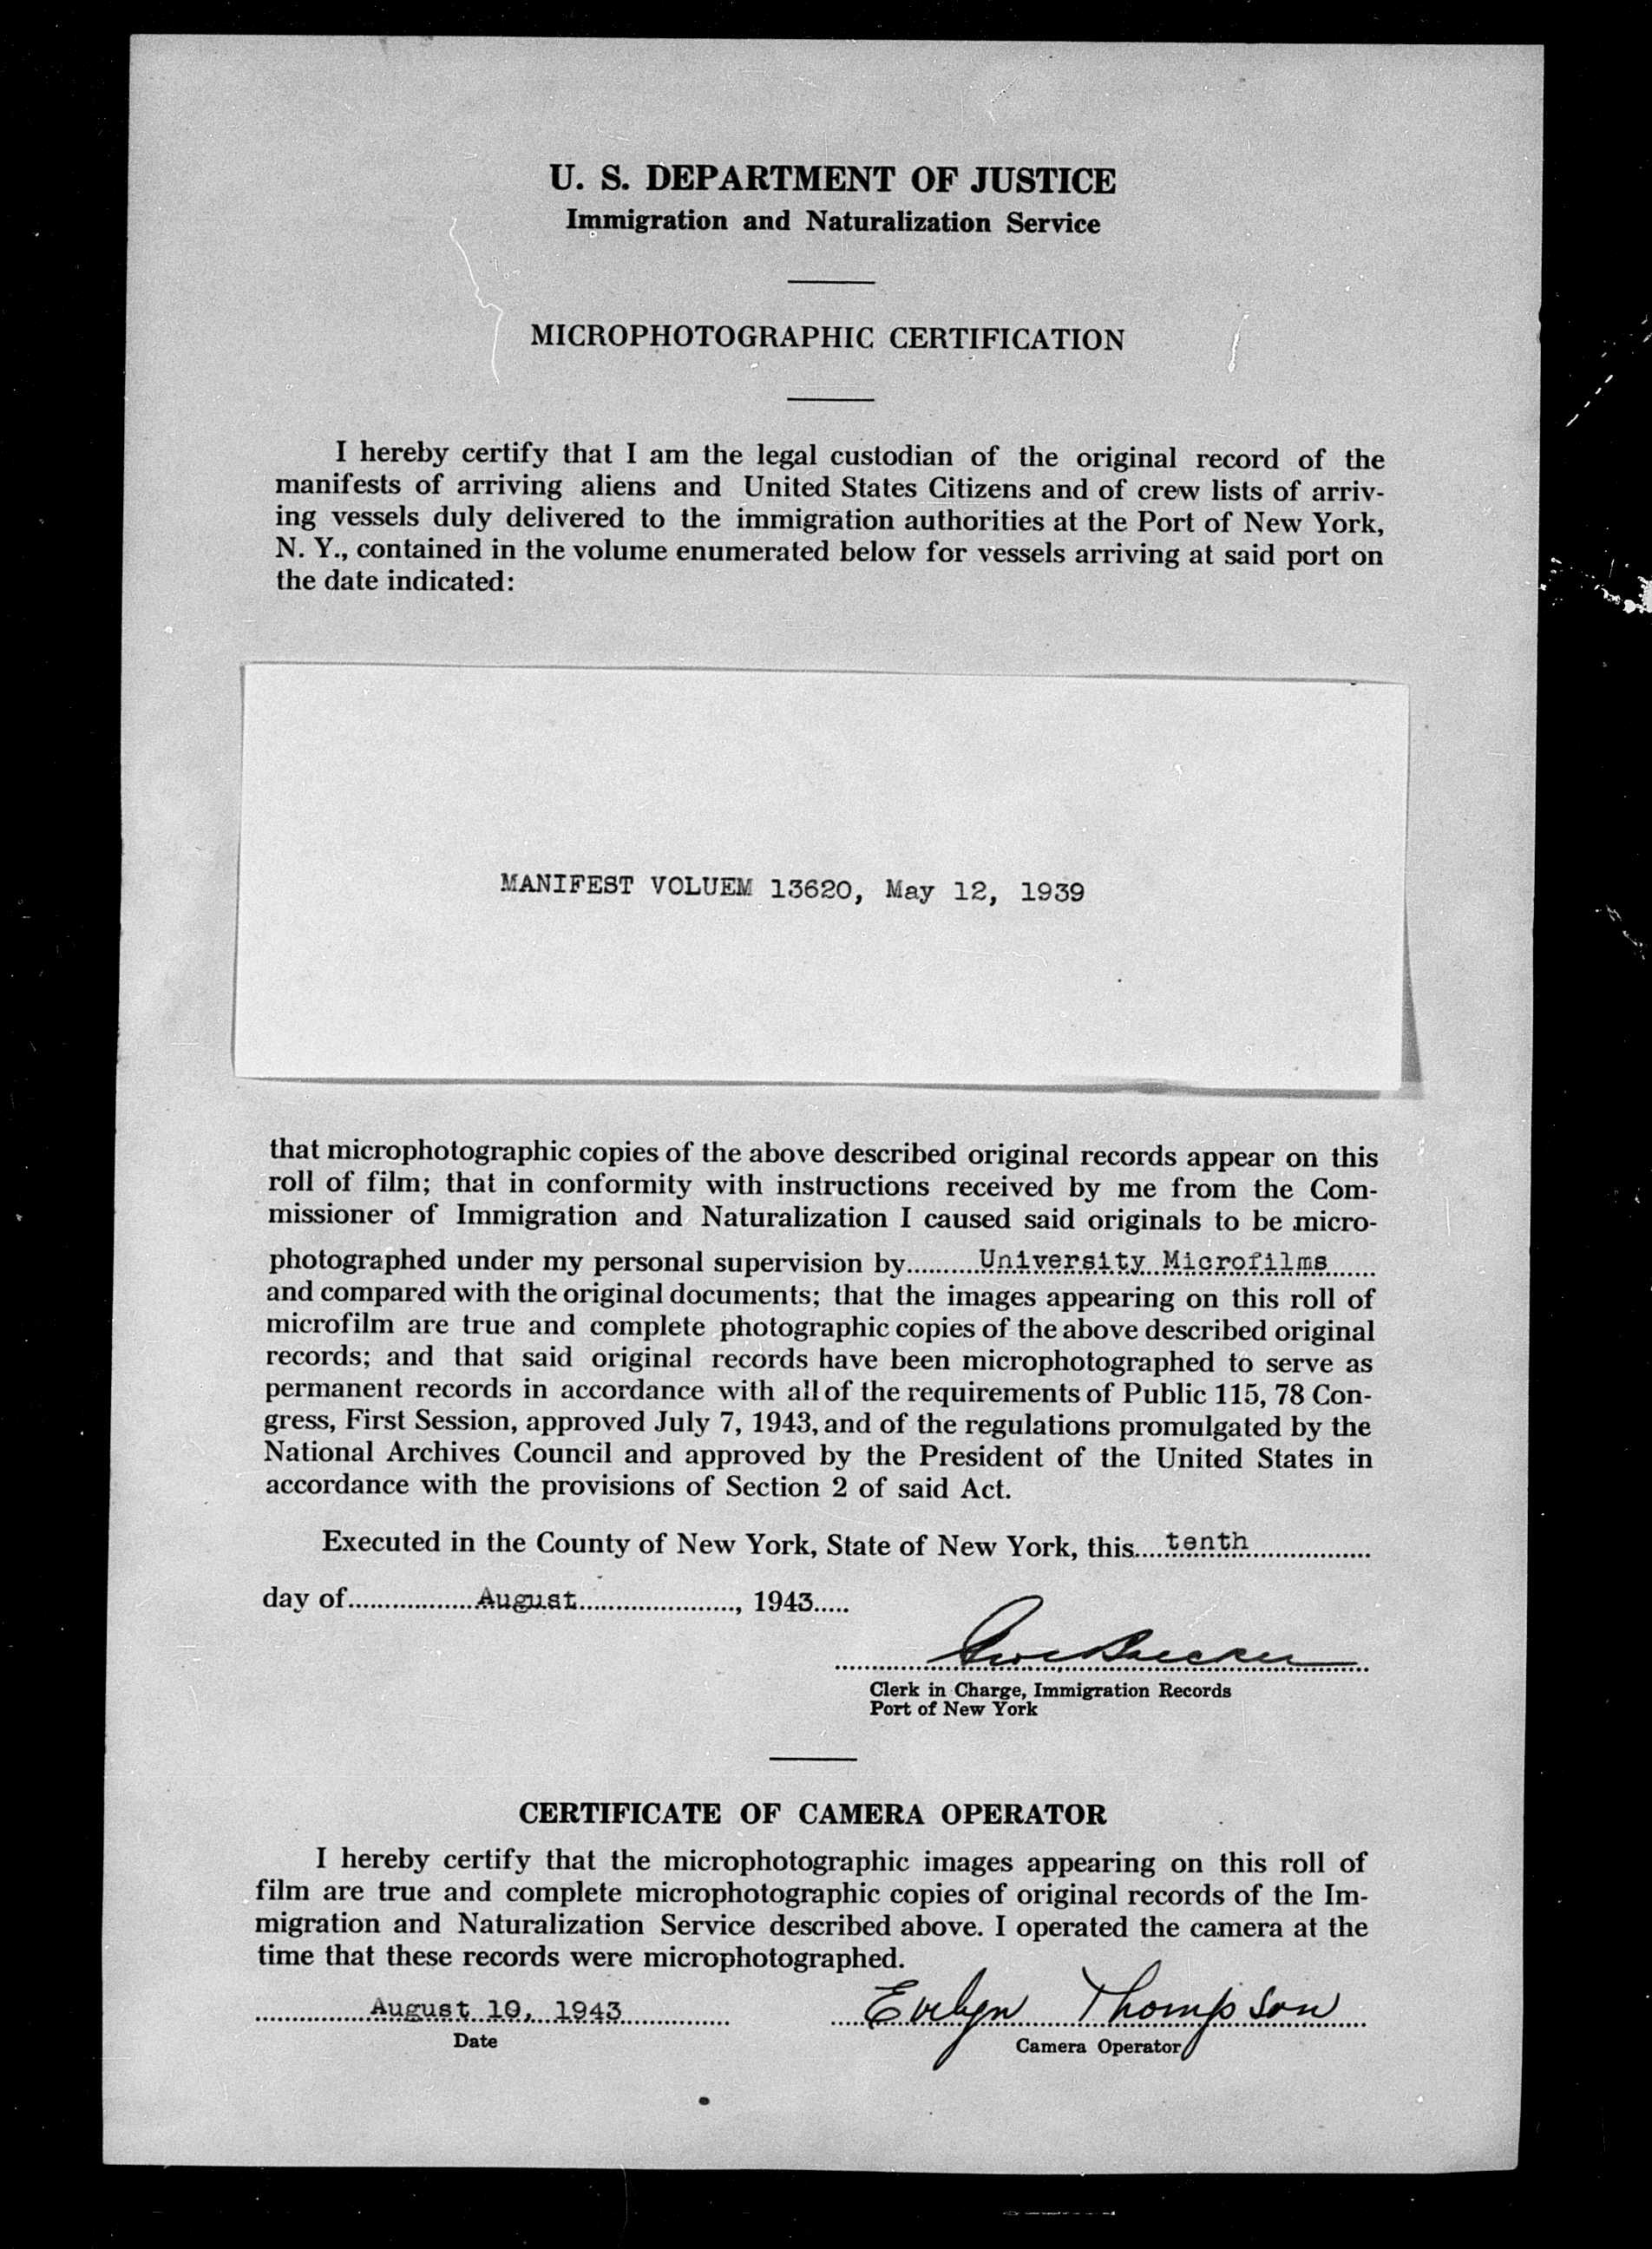 U. S. DEPARTMENT OF JUSTICE
Immigration and Naturalization Service
MICROPHOTOGRAPHIC CERTIFICATION
I hereby certify that I am the legal custodian of the original record of the
manifests of arriving aliens and United States Citizens and of crew lists of arriv-
ing vessels duly delivered to the immigration authorities at the Port of New York,
N. Y., contained in the volume enumerated below for vessels arriving at said port on
the date indicated:
MANIFEST VOLUEM 13620, May 12, 1939
that microphotographic copies of the above described original records appear on this
roll of film; that in conformity with instructions received by me from the Com-
missioner of Immigration and Naturalization I caused said originals to be micro-
photographed under my personal supervision by University Microfilms
and compared with the original documents; that the images appearing on this roll of
microfilm are true and complete photographic copies of the above described original
records; and that said original records have been microphotographed to serve as
permanent records in accordance with all of the requirements of Public 115, 78 Con-
gress, First Session, approved July 7, 1943, and of the regulations promulgated by the
National Archives Council and approved by the President of the United States in
accordance with the provisions of Section 2 of said Act.
Executed in the County of New York, State of New York, this tenth
day of August, 1943
Clerk in Charge, Immigration Records
Port of New York
CERTIFICATE OF CAMERA OPERATOR
I hereby certify that the microphotographic images appearing on this roll of
film are true and complete microphotographic copies of original records of the Im-
migration and Naturalization Service described above. I operated the camera at the
time that these records were microphotographed.
August 10, 1943 Evelyn Thompson
Date Camera Operator